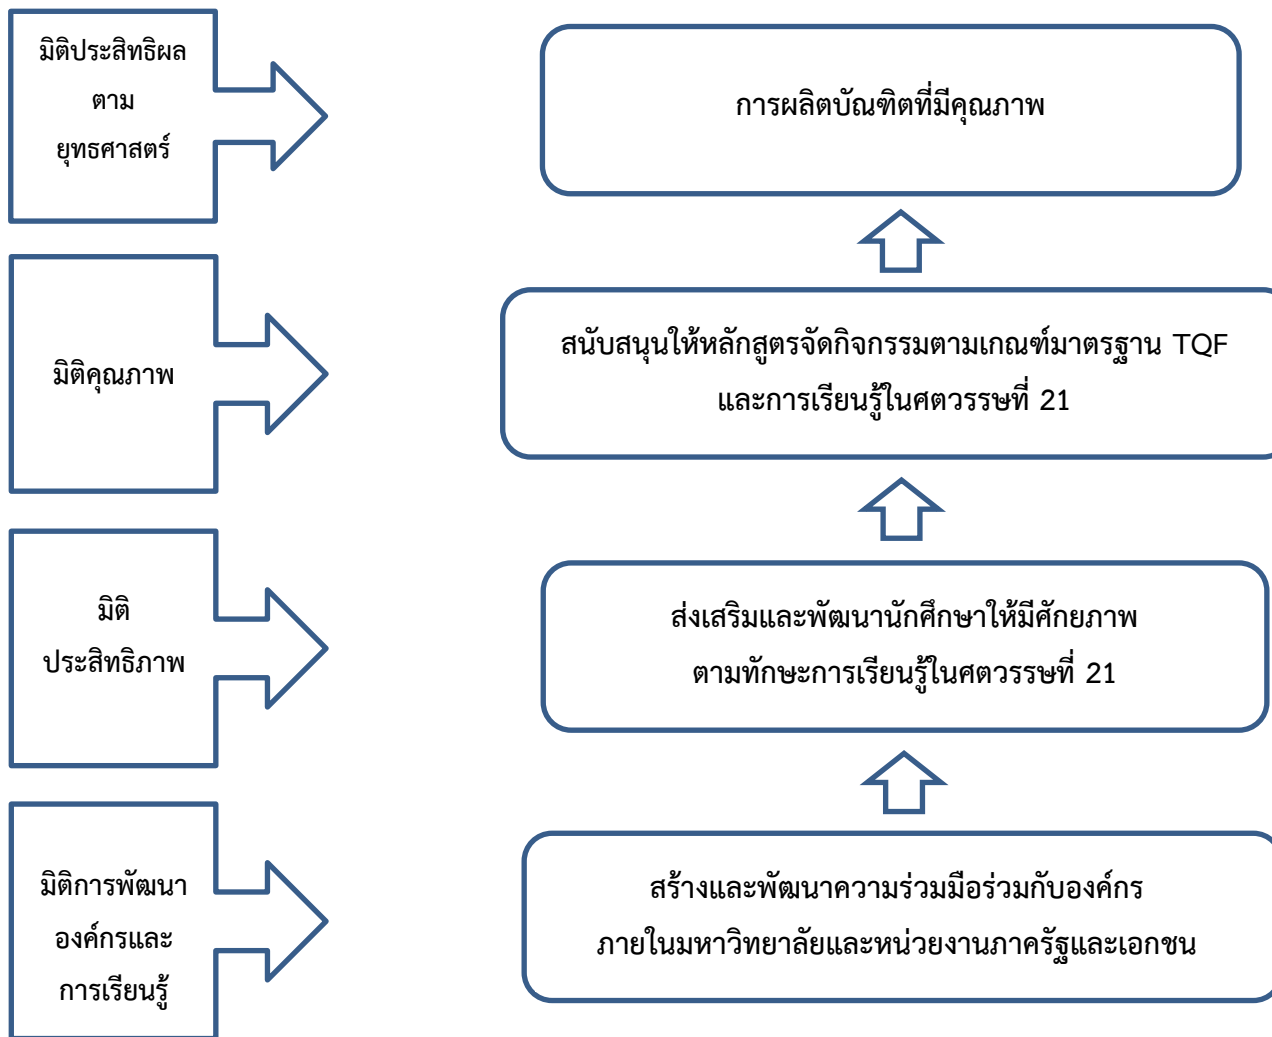 มิติประสิทธิผล
ตาม
ยุทธศาสตร์
การผลิตบัณฑิตที่มีคุณภาพ
มิติคุณภาพ
สนับสนุนให้หลักสูตรจัดกิจกรรมตามเกณฑ์มาตรฐาน TQF
และการเรียนรู้ในศตวรรษที่ 21
มิติ
ประสิทธิภาพ
ส่งเสริมและพัฒนานักศึกษาให้มีศักยภาพ
ตามทักษะการเรียนรู้ในศตวรรษที่ 21
มิติการพัฒนา
องค์กรและ
การเรียนรู้
สร้างและพัฒนาความร่วมมือร่วมกับองค์กร
ภายในมหาวิทยาลัยและหน่วยงานภาครัฐและเอกชน